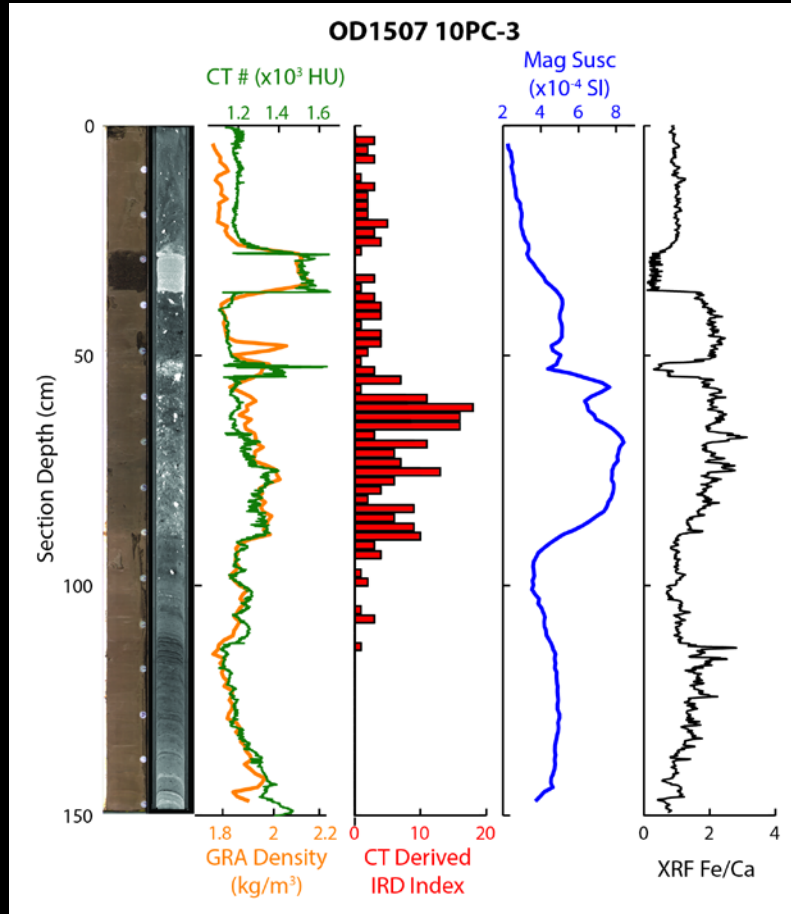 OD1507 10PC-3
CT # (x10³ HU)
1.2 1.4 1.6
Mag Susc
(x10⁻⁴ SI)
2 4 6 8
0
50
100
150
Section Depth (cm)
1.8 2 2.2
GRA Density
(kg/m³)
0 10 20
CT Derived
IRD Index
0 2 4
XRF Fe/Ca